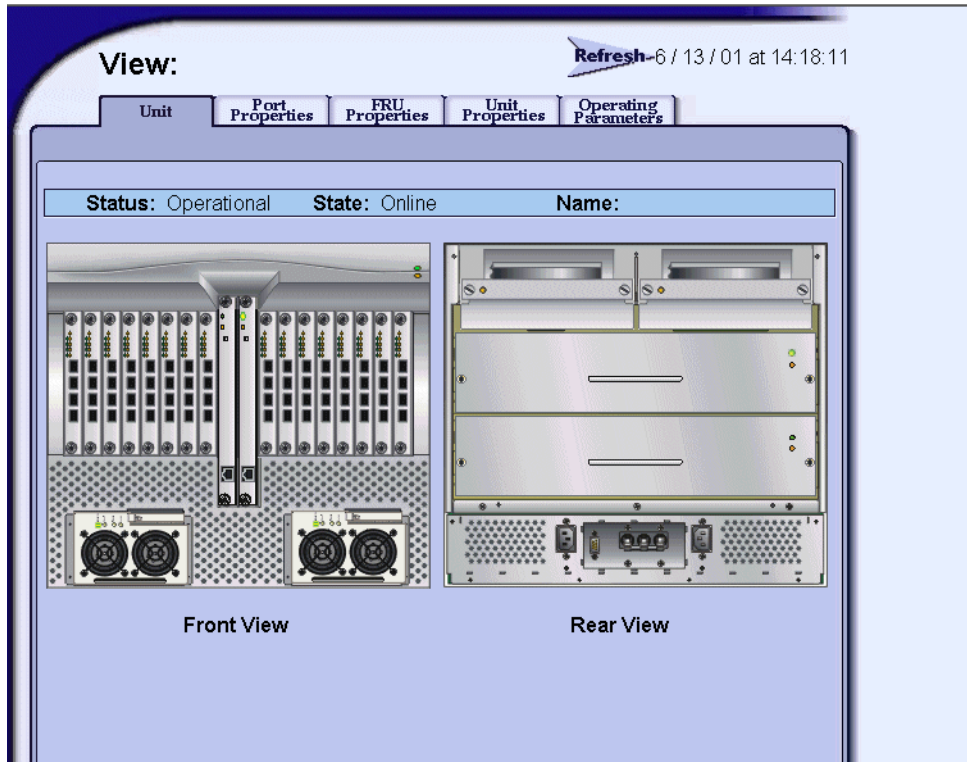 View:
Refresh 6 / 13 / 01 at 14:18:11
Unit
Port Properties
FRU Properties
Unit Properties
Operating Parameters
Status: Operational State: Online Name:
Front View
Rear View